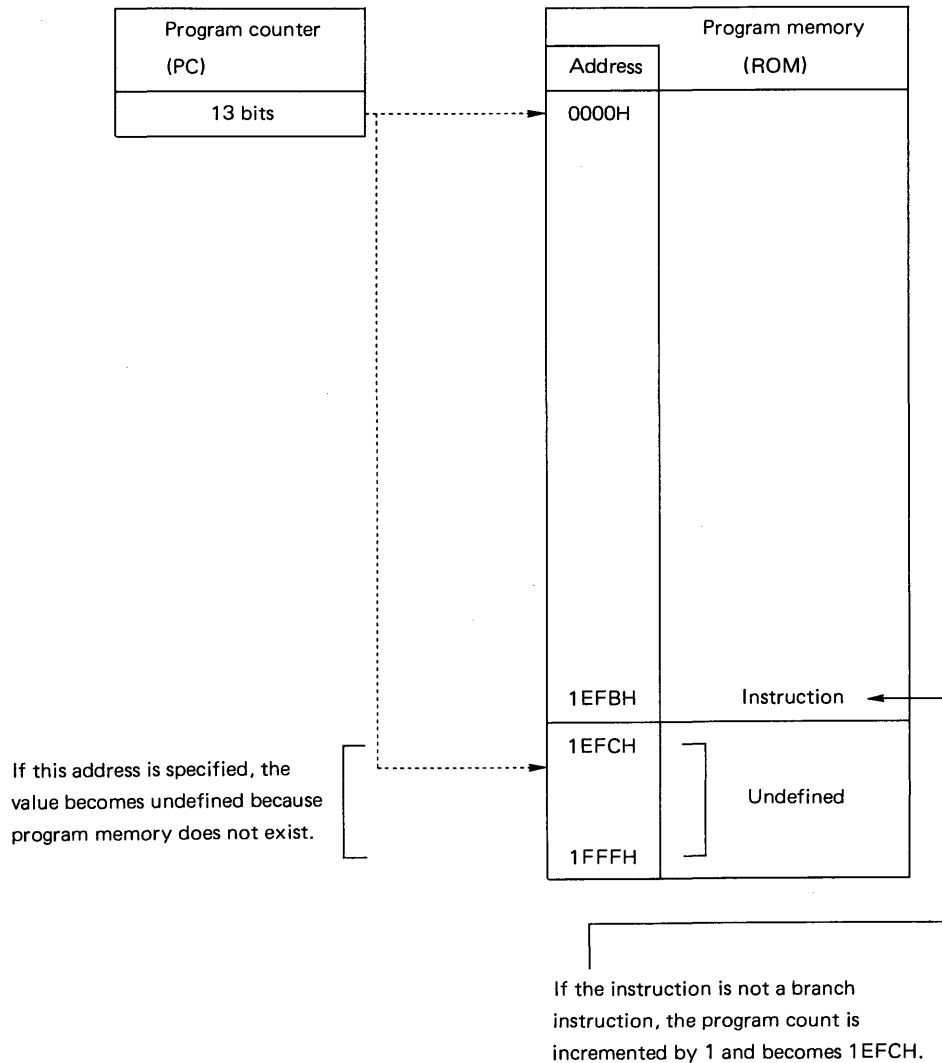 Program counter
(PC)
13 bits
Program memory
(ROM)
Address
0000H
1EFBH
Instruction
1EFCH
Undefined
1FFFH
If this address is specified, the
value becomes undefined because
program memory does not exist.
If the instruction is not a branch
instruction, the program count is
incremented by 1 and becomes 1EFCH.